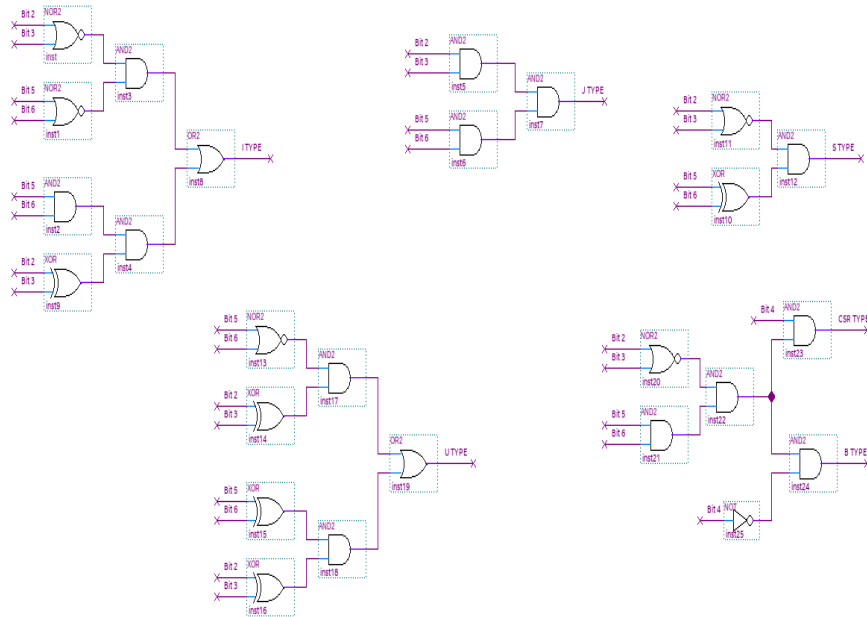 NOR2
Bit 2
Bit 3
inst
AND2
inst3
NOR2
Bit 5
Bit 6
inst1
OR2
I TYPE
inst8
AND2
Bit 5
Bit 6
inst2
AND2
inst4
XOR
Bit 2
Bit 3
inst9
AND2
Bit 2
Bit 3
inst5
AND2
J TYPE
inst7
AND2
Bit 5
Bit 6
inst6
NOR2
Bit 2
Bit 3
inst11
AND2
S TYPE
inst12
XOR
Bit 5
Bit 6
inst10
NOR2
Bit 5
Bit 6
inst13
AND2
inst17
XOR
Bit 2
Bit 3
inst14
OR2
U TYPE
inst19
XOR
Bit 5
Bit 6
inst15
AND2
inst18
XOR
Bit 2
Bit 3
inst16
AND2
Bit 4
CSR TYPE
inst23
NOR2
Bit 2
Bit 3
inst20
AND2
inst22
AND2
Bit 5
Bit 6
inst21
AND2
B TYPE
inst24
NOT
Bit 4
inst25